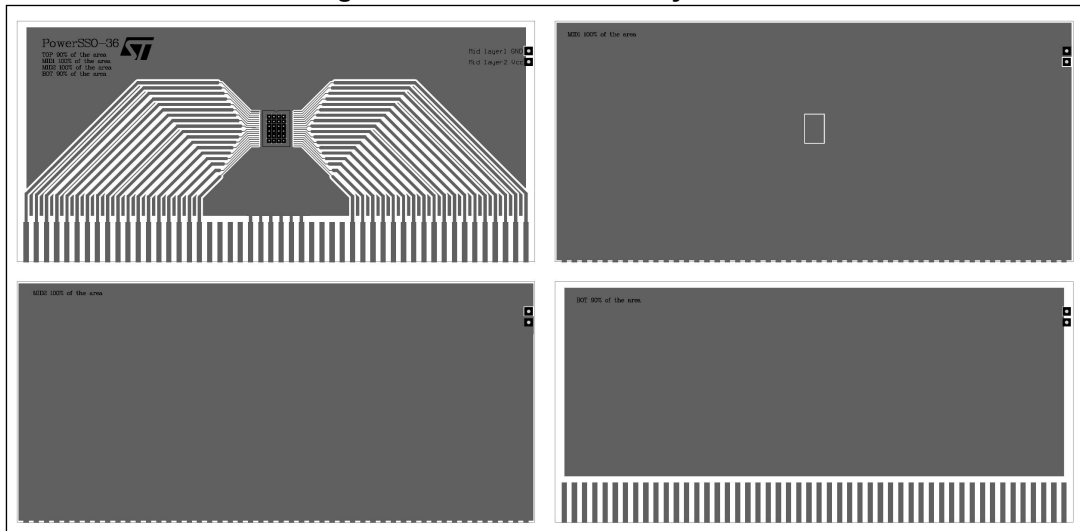 PowerSSO-36
TOP 90% of the area
MID1 100% of the area
MID2 100% of the area
BOT 90% of the area
Mid layer1 GND
Mid layer2 Vcc
MID1 100% of the area
MID2 100% of the area
BOT 90% of the area